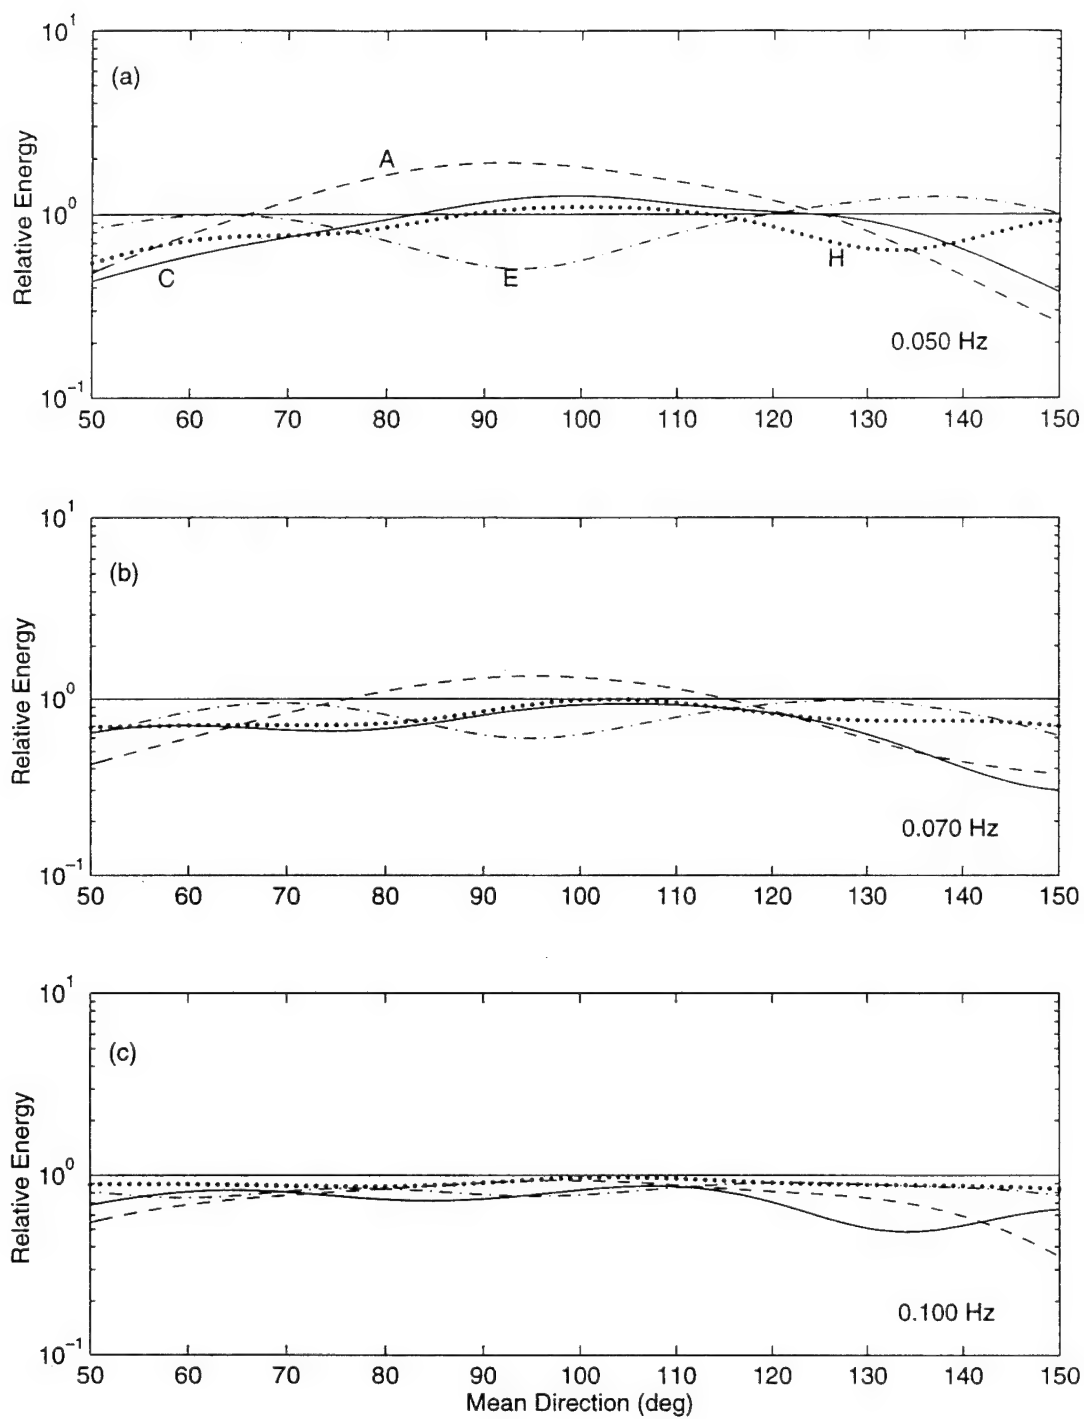 10^1
(a)
A
Relative Energy
10^0
C
E
H
0.050 Hz
10^-1
50 60 70 80 90 100 110 120 130 140 150
10^1
(b)
Relative Energy
10^0
0.070 Hz
10^-1
50 60 70 80 90 100 110 120 130 140 150
10^1
(c)
Relative Energy
10^0
0.100 Hz
10^-1
50 60 70 80 90 100 110 120 130 140 150
Mean Direction (deg)